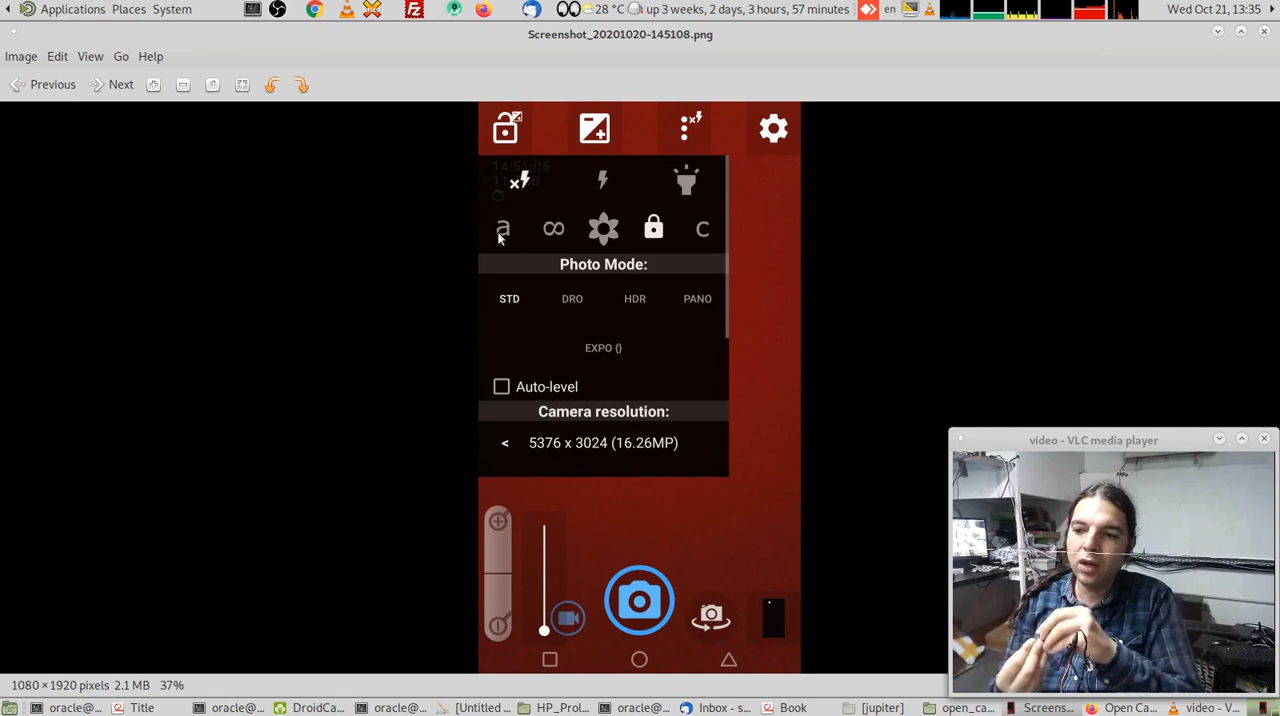 Applications Places System 28 °C up 3 weeks, 2 days, 3 hours, 57 minutes en Wed Oct 21, 13:35
Screenshot_20201020-145108.png
Image Edit View Go Help
Previous Next
14:51:06
a ∞ c
Photo Mode:
STD DRO HDR PANO
EXPO {}
Auto-level
Camera resolution:
< 5376 x 3024 (16.26MP)
video - VLC media player
1080 × 1920 pixels 2.1 MB 37%
oracle@... Title oracle@... DroidCa... oracle@... [Untitled ... HP_Prol... oracle@... Inbox - s... Book [jupiter] open_ca... Screens... Open Ca... video - V...